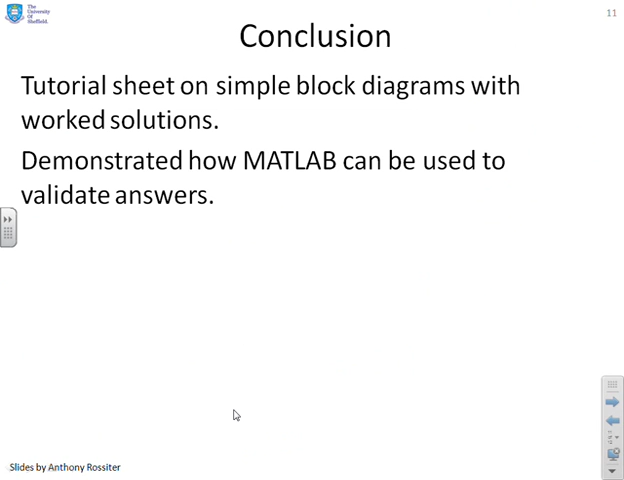 The
University
Of
Sheffield.
11
Conclusion
Tutorial sheet on simple block diagrams with
worked solutions.
Demonstrated how MATLAB can be used to
validate answers.
Slides by Anthony Rossiter